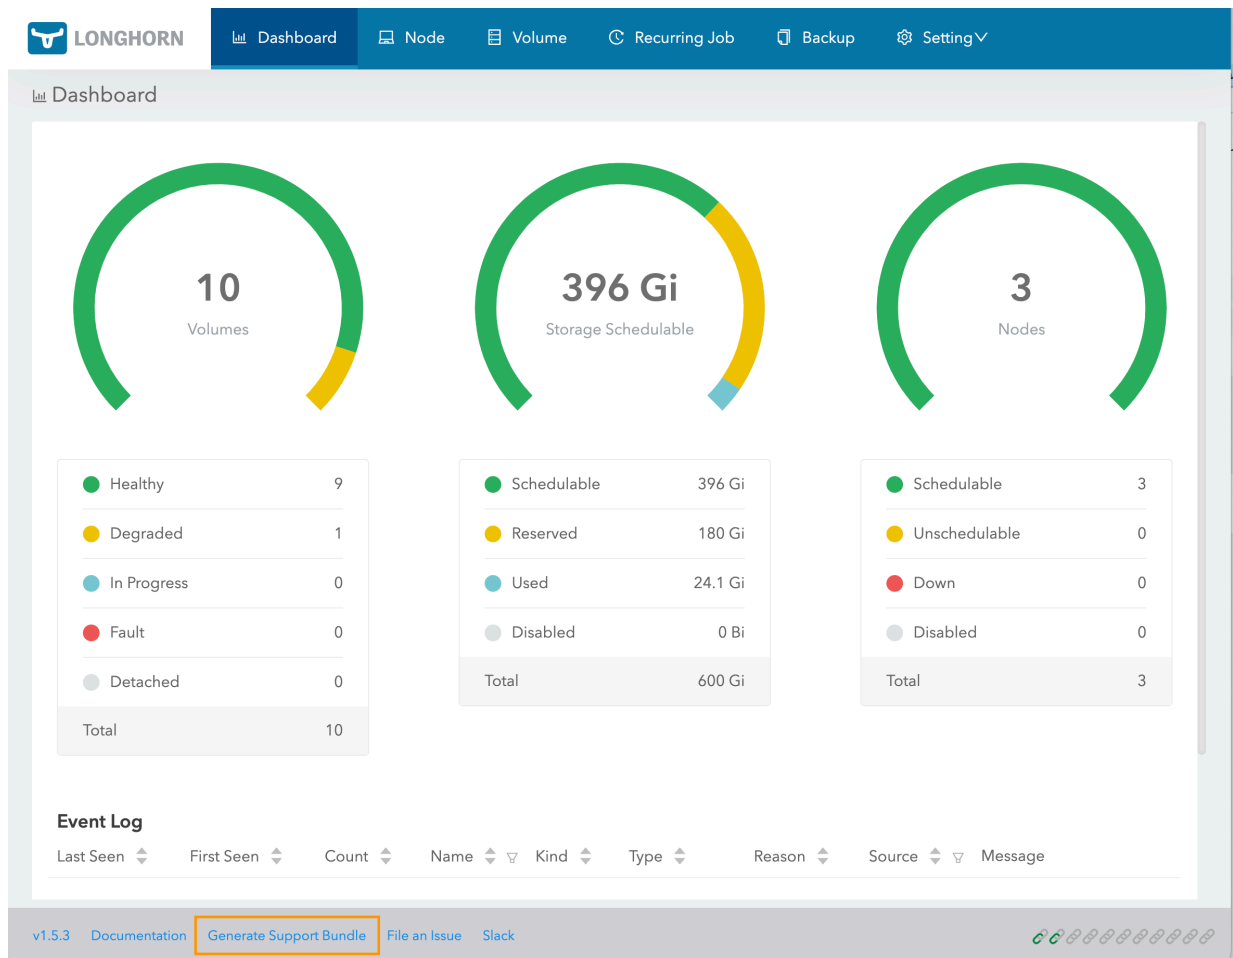 LONGHORN
Dashboard
Node
Volume
Recurring Job
Backup
Setting
Dashboard
10
Volumes
396 Gi
Storage Schedulable
3
Nodes
Healthy 9
Degraded 1
In Progress 0
Fault 0
Detached 0
Total 10
Schedulable 396 Gi
Reserved 180 Gi
Used 24.1 Gi
Disabled 0 Bi
Total 600 Gi
Schedulable 3
Unschedulable 0
Down 0
Disabled 0
Total 3
Event Log
Last Seen First Seen Count Name Kind Type Reason Source Message
v1.5.3 Documentation Generate Support Bundle File an Issue Slack